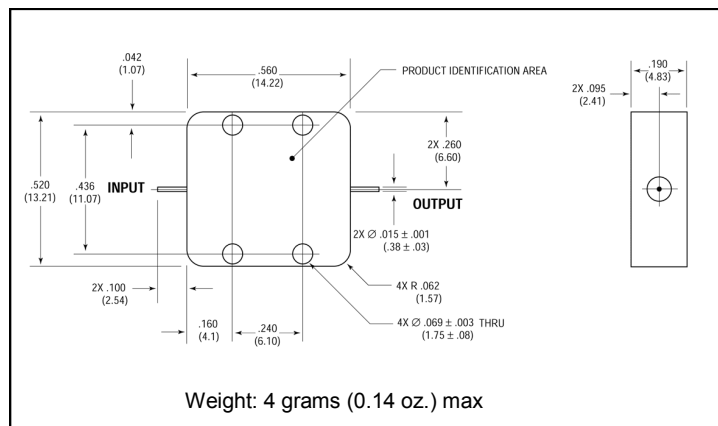 .042
(1.07)
.560
(14.22)
PRODUCT IDENTIFICATION AREA
.190
(4.83)
2X .095
(2.41)
2X .260
(6.60)
.520
(13.21)
.436
(11.07)
INPUT
OUTPUT
2X Ø .015 ± .001
(.38 ± .03)
2X .100
(2.54)
4X R .062
(1.57)
.160
(4.1)
.240
(6.10)
4X Ø .069 ± .003 THRU
(1.75 ± .08)
Weight: 4 grams (0.14 oz.) max